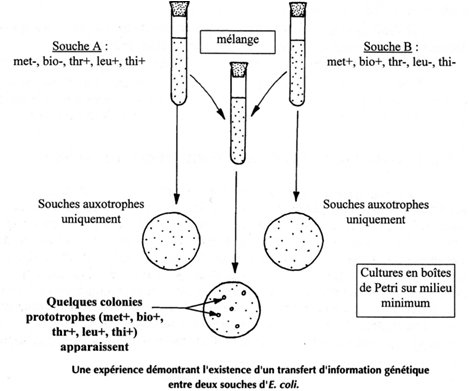 Souche A :
met-, bio-, thr+, leu+, thi+
mélange
Souche B :
met+, bio+, thr-, leu-, thi-
Souches auxotrophes
uniquement
Souches auxotrophes
uniquement
Cultures en boîtes
de Petri sur milieu
minimum
Quelques colonies
prototrophes (met+, bio+,
thr+, leu+, thi+)
apparaissent
Une expérience démontrant l'existence d'un transfert d'information génétique
entre deux souches d'E. coli.